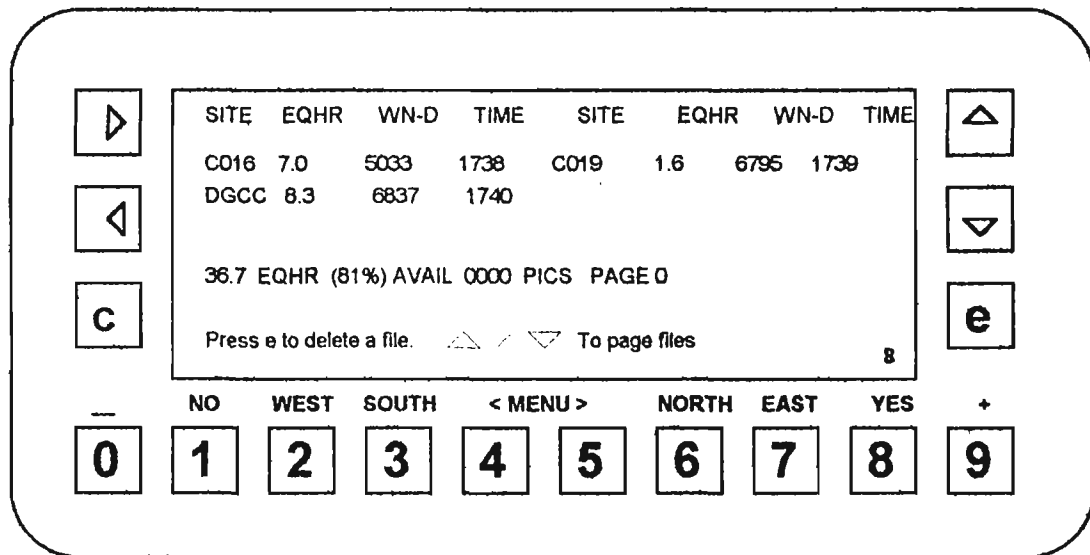 SITE EQHR WN-D TIME SITE EQHR WN-D TIME
C016 7.0 5033 1738 C019 1.6 6795 1739
DGCC 8.3 6837 1740
36.7 EQHR (81%) AVAIL 0000 PICS PAGE 0
c
e
Press e to delete a file. / To page files
8
— NO WEST SOUTH < MENU > NORTH EAST YES +
0 1 2 3 4 5 6 7 8 9